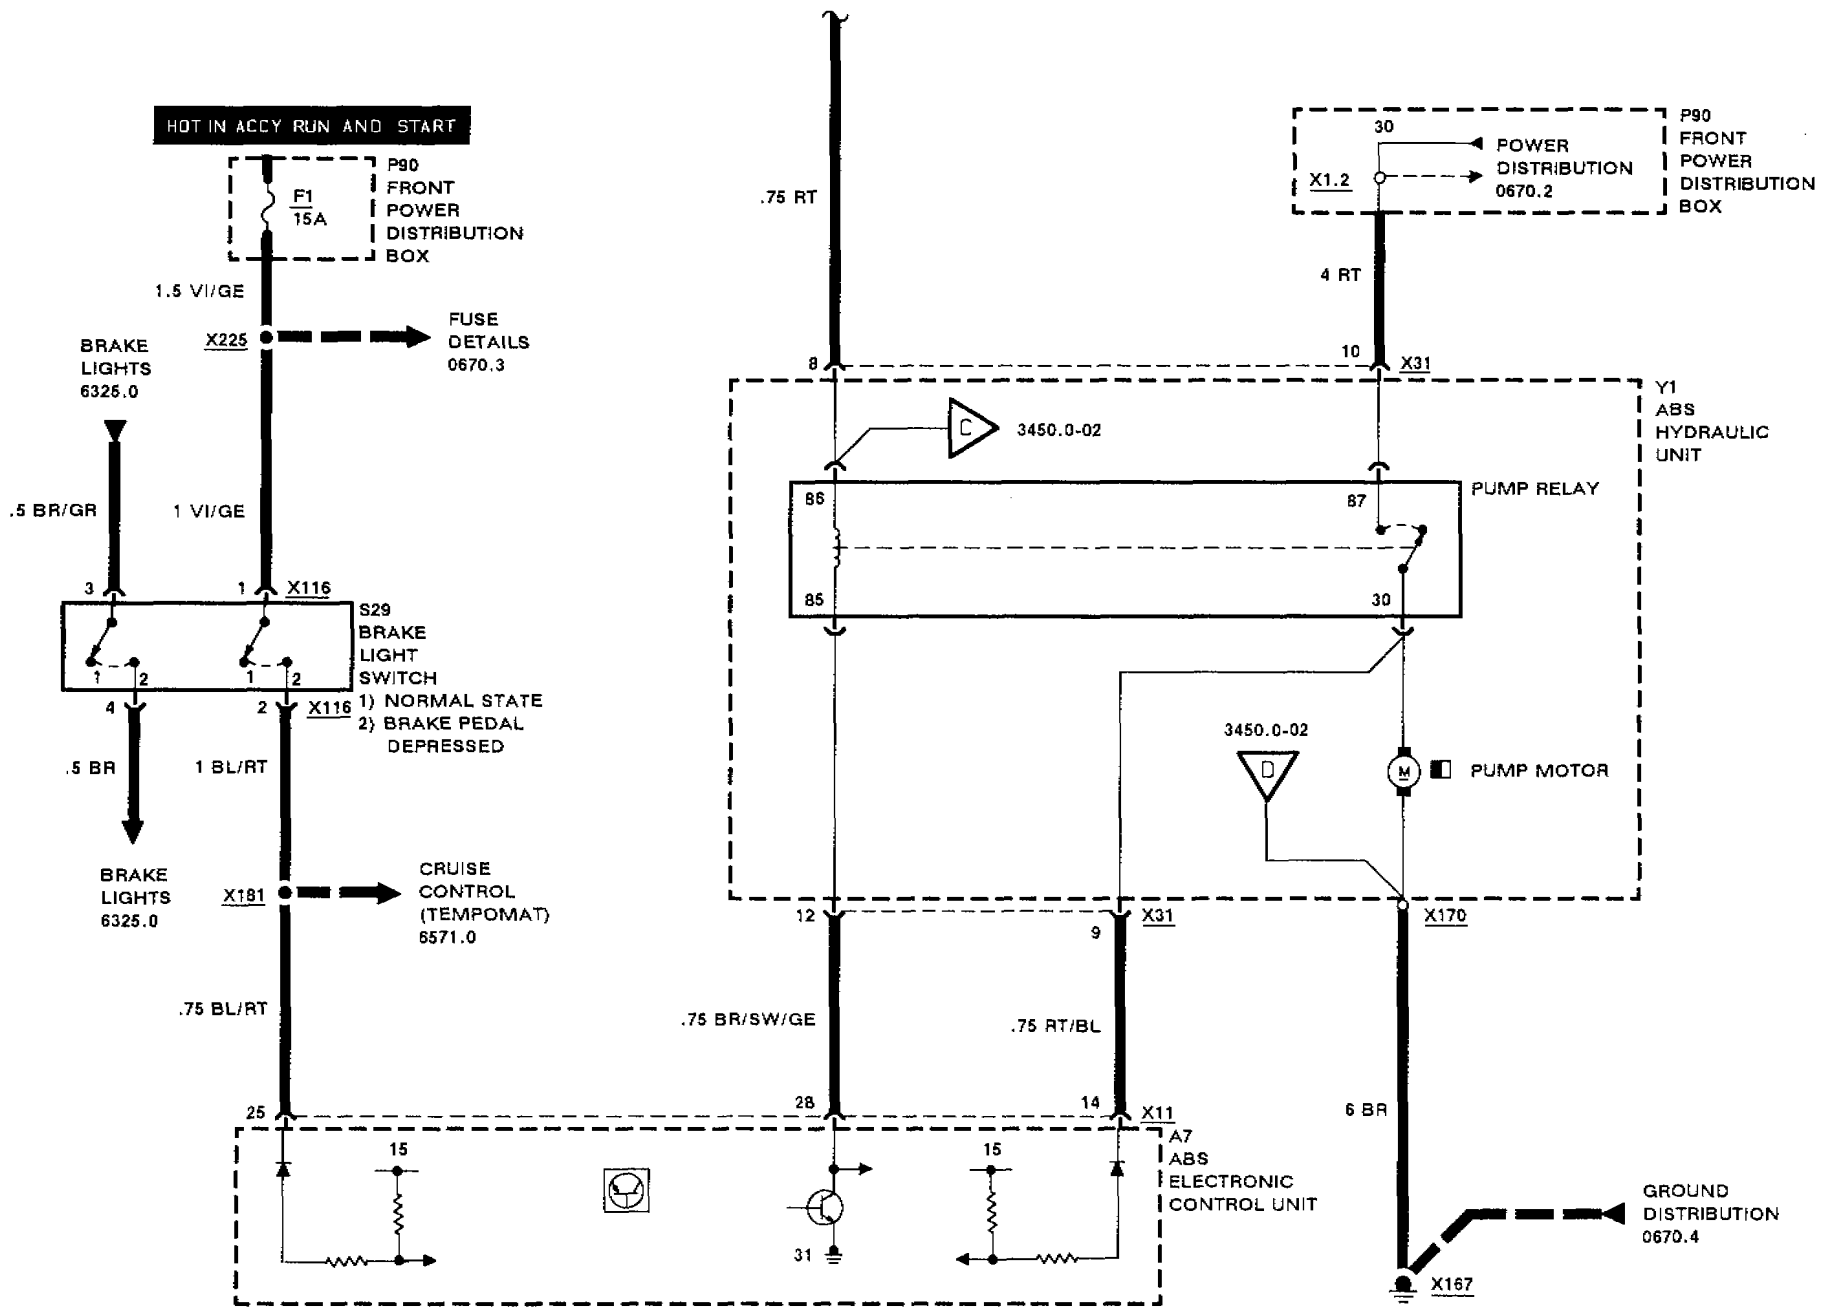 HOT IN ACCY RUN AND START
P90
FRONT
POWER
DISTRIBUTION
BOX
F1
15A
1.5 VI/GE
X225
FUSE
DETAILS
0670.3
BRAKE
LIGHTS
6325.0
.5 BR/GR
1 VI/GE
3
1
X116
S29
BRAKE
LIGHT
SWITCH
1) NORMAL STATE
2) BRAKE PEDAL
DEPRESSED
1
2
1
2
4
2
X116
.5 BR
1 BL/RT
BRAKE
LIGHTS
6325.0
X181
CRUISE
CONTROL
(TEMPOMAT)
6571.0
.75 BL/RT
25
.75 RT
8
30
X1.2
POWER
DISTRIBUTION
0670.2
P90
FRONT
POWER
DISTRIBUTION
BOX
4 RT
10
X31
Y1
ABS
HYDRAULIC
UNIT
C
3450.0-02
86
87
PUMP RELAY
85
30
3450.0-02
D
M
PUMP MOTOR
12
9
X31
X170
.75 BR/SW/GE
.75 RT/BL
6 BR
28
14
X11
A7
ABS
ELECTRONIC
CONTROL UNIT
15
15
31
GROUND
DISTRIBUTION
0670.4
X167